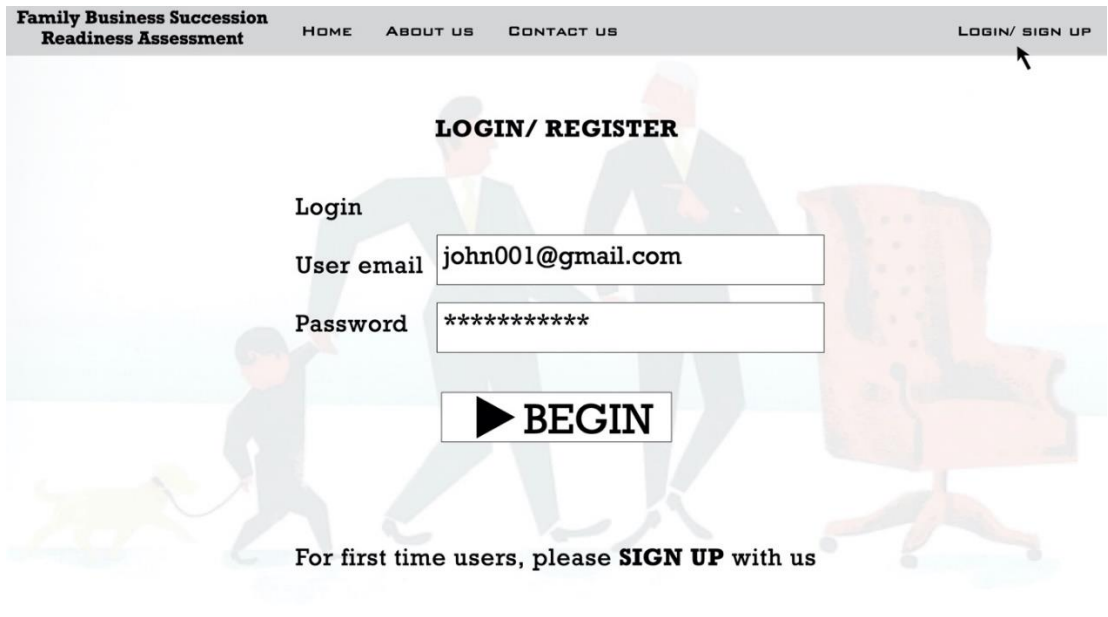 Family Business Succession
Readiness Assessment
HOME ABOUT US CONTACT US
LOGIN/ SIGN UP
LOGIN/ REGISTER
Login
User email john001@gmail.com
Password ***********
BEGIN
For first time users, please SIGN UP with us